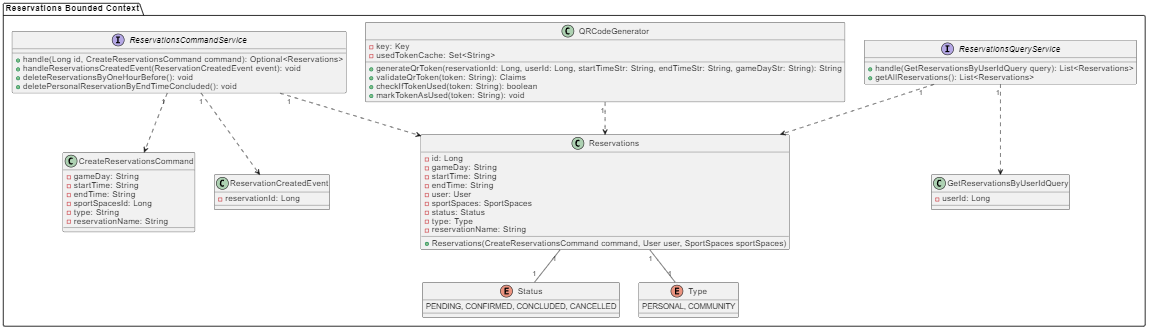 Reservations Bounded Context
I ReservationsCommandService
handle(Long id, CreateReservationsCommand command): Optional<Reservations>
handleReservationsCreatedEvent(ReservationCreatedEvent event): void
deleteReservationsByOneHourBefore(): void
deletePersonalReservationByEndTimeConcluded(): void
C QRCodeGenerator
key: Key
usedTokenCache: Set<String>
generateQrToken(reservationId: Long, userId: Long, startTimeStr: String, endTimeStr: String, gameDayStr: String): String
validateQrToken(token: String): Claims
checkIfTokenUsed(token: String): boolean
markTokenAsUsed(token: String): void
I ReservationsQueryService
handle(GetReservationsByUserIdQuery query): List<Reservations>
getAllReservations(): List<Reservations>
1
1
1
1
1
1
C CreateReservationsCommand
gameDay: String
startTime: String
endTime: String
sportSpacesId: Long
type: String
reservationName: String
C ReservationCreatedEvent
reservationId: Long
C Reservations
id: Long
gameDay: String
startTime: String
endTime: String
user: User
sportSpaces: SportSpaces
status: Status
type: Type
reservationName: String
Reservations(CreateReservationsCommand command, User user, SportSpaces sportSpaces)
C GetReservationsByUserIdQuery
userId: Long
1
1
1
1
E Status
PENDING, CONFIRMED, CONCLUDED, CANCELLED
E Type
PERSONAL, COMMUNITY